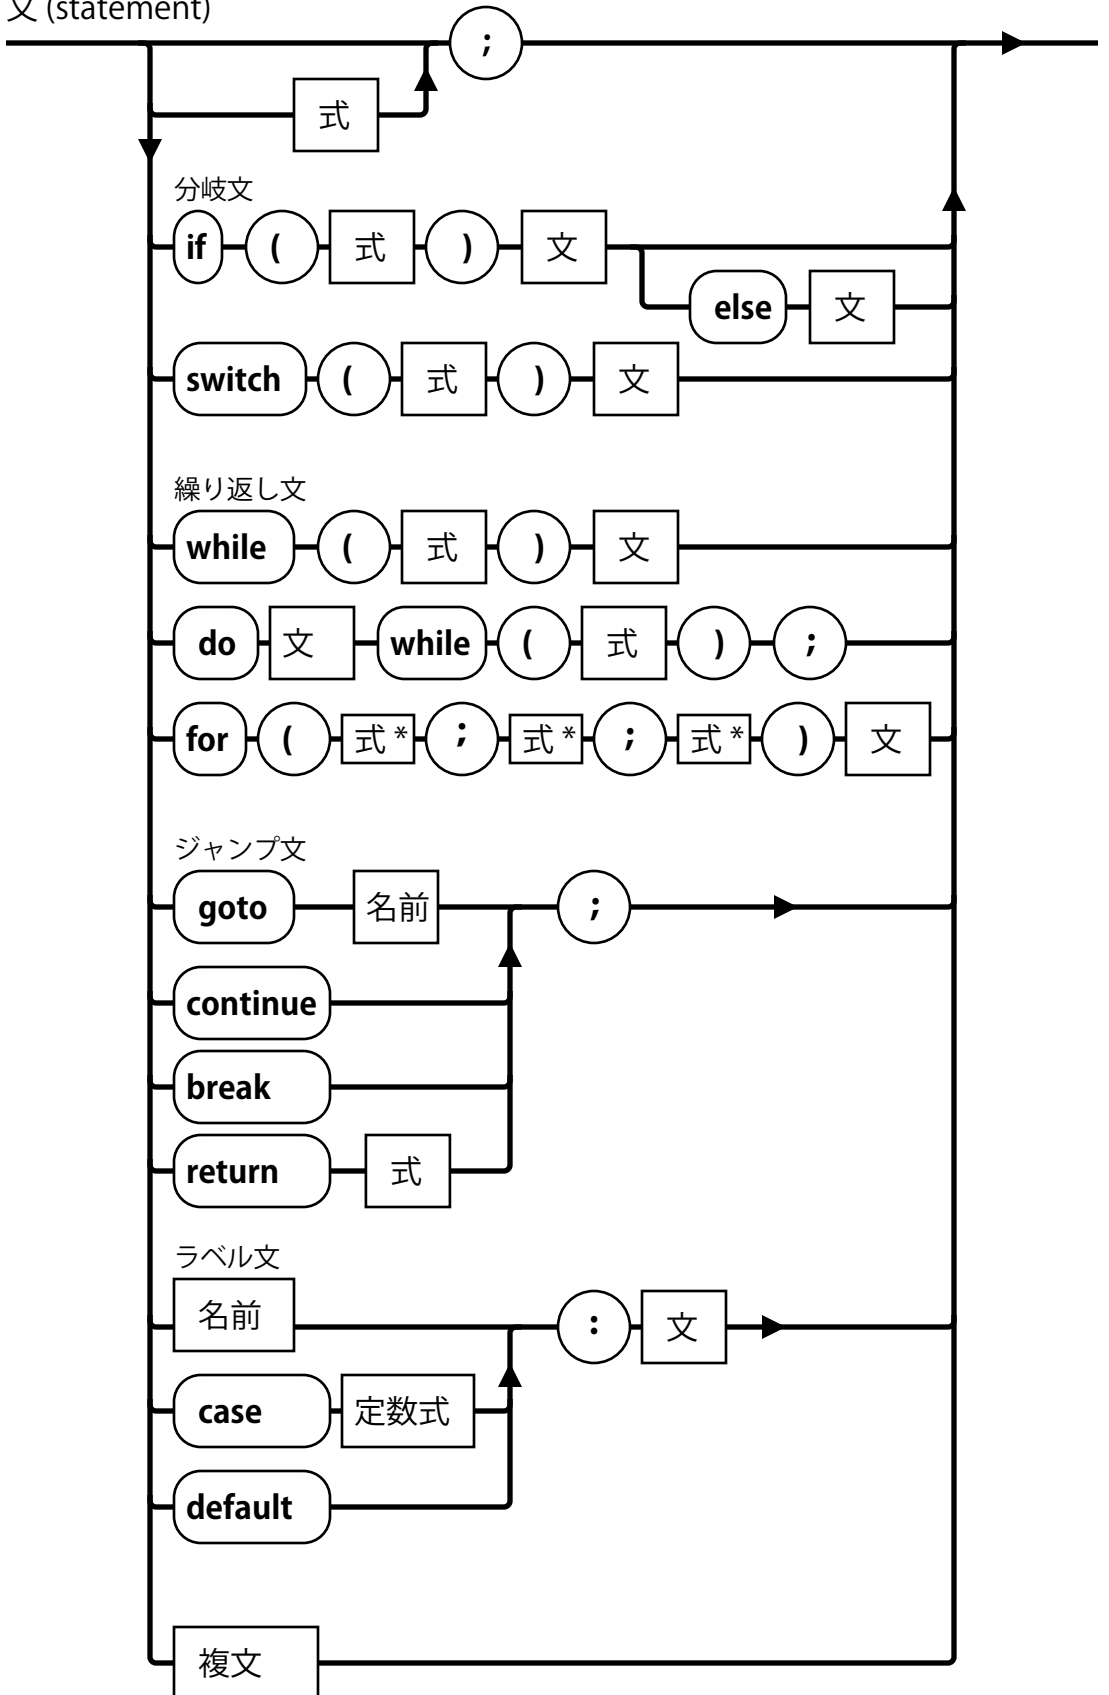 文 (statement)
;
式
分岐文
if ( 式 ) 文
else 文
switch ( 式 ) 文
繰り返し文
while ( 式 ) 文
do 文 while ( 式 ) ;
for ( 式 * ; 式 * ; 式 * ) 文
ジャンプ文
goto 名前 ;
continue
break
return 式
ラベル文
名前 : 文
case 定数式
default
複文